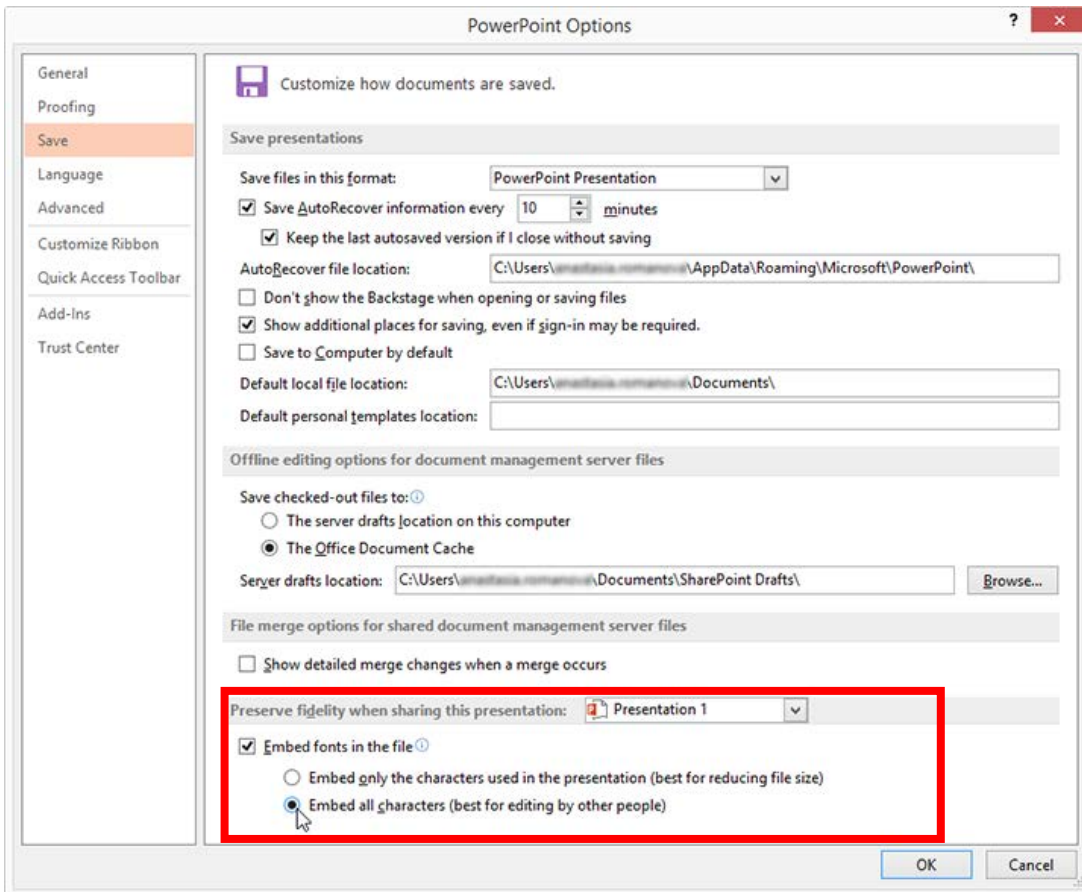 PowerPoint Options
?
General
Proofing
Save
Language
Advanced
Customize Ribbon
Quick Access Toolbar
Add-Ins
Trust Center
Customize how documents are saved.
Save presentations
Save files in this format: PowerPoint Presentation
Save AutoRecover information every 10 minutes
Keep the last autosaved version if I close without saving
AutoRecover file location: C:\Users\ \AppData\Roaming\Microsoft\PowerPoint\
Don't show the Backstage when opening or saving files
Show additional places for saving, even if sign-in may be required.
Save to Computer by default
Default local file location: C:\Users\ \Documents\
Default personal templates location:
Offline editing options for document management server files
Save checked-out files to:
The server drafts location on this computer
The Office Document Cache
Server drafts location: C:\Users\ \Documents\SharePoint Drafts\ Browse...
File merge options for shared document management server files
Show detailed merge changes when a merge occurs
Preserve fidelity when sharing this presentation: Presentation 1
Embed fonts in the file
Embed only the characters used in the presentation (best for reducing file size)
Embed all characters (best for editing by other people)
OK Cancel